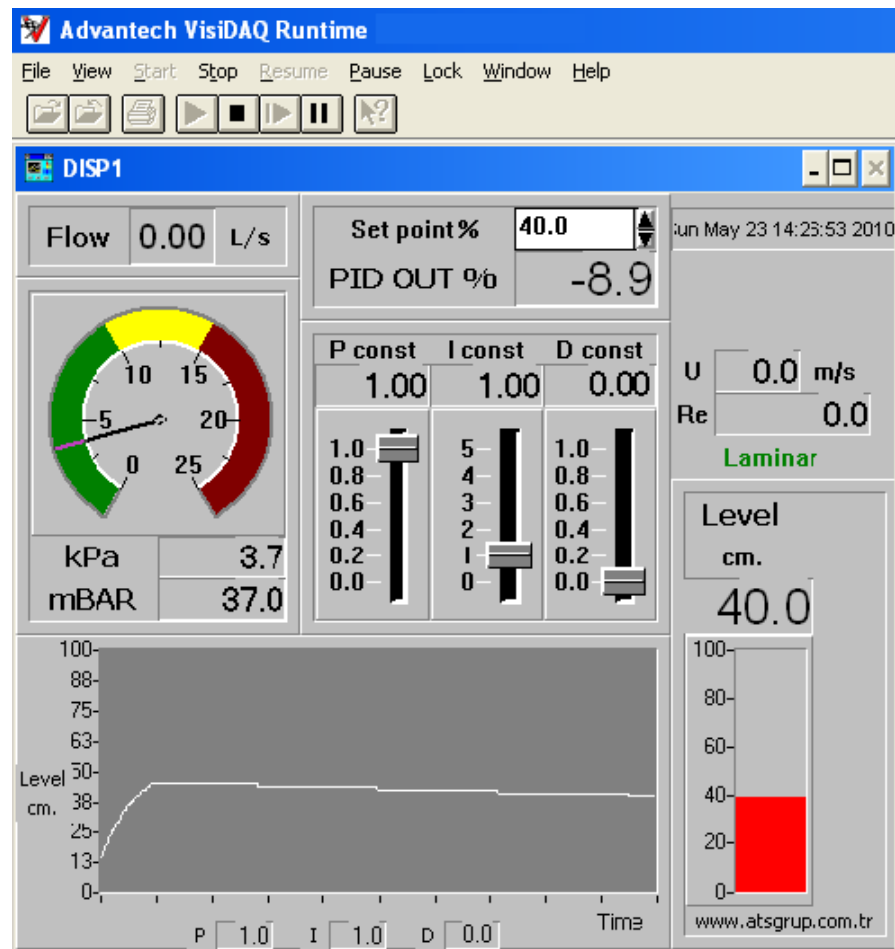 Advantech VisiDAQ Runtime
File View Start Stop Resume Pause Lock Window Help
DISP1
Flow 0.00 L/s
Set point% 40.0
PID OUT % -8.9
Sun May 23 14:26:53 2010
0 5 10 15 20 25
kPa 3.7
mBAR 37.0
P const I const D const
1.00 1.00 0.00
1.0 5 1.0
0.8 4 0.8
0.6 3 0.6
0.4 2 0.4
0.2 1 0.2
0.0 0 0.0
U 0.0 m/s
Re 0.0
Laminar
Level
cm.
40.0
100
80
60
40
20
0
www.atsgrup.com.tr
100
88
75
63
Level 50
cm. 38
25
13
0
Time
P 1.0 I 1.0 D 0.0